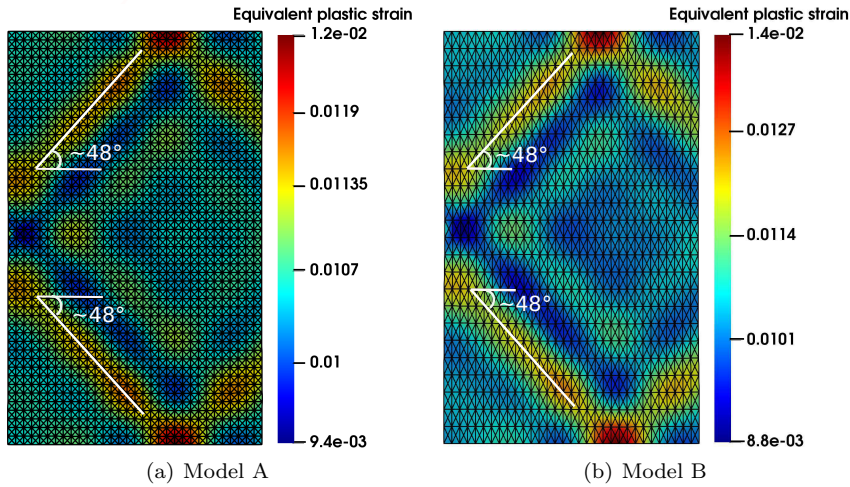 Equivalent plastic strain
1.2e-02
0.0119
0.01135
0.0107
0.01
9.4e-03
~48°
~48°
(a) Model A
Equivalent plastic strain
1.4e-02
0.0127
0.0114
0.0101
8.8e-03
~48°
~48°
(b) Model B